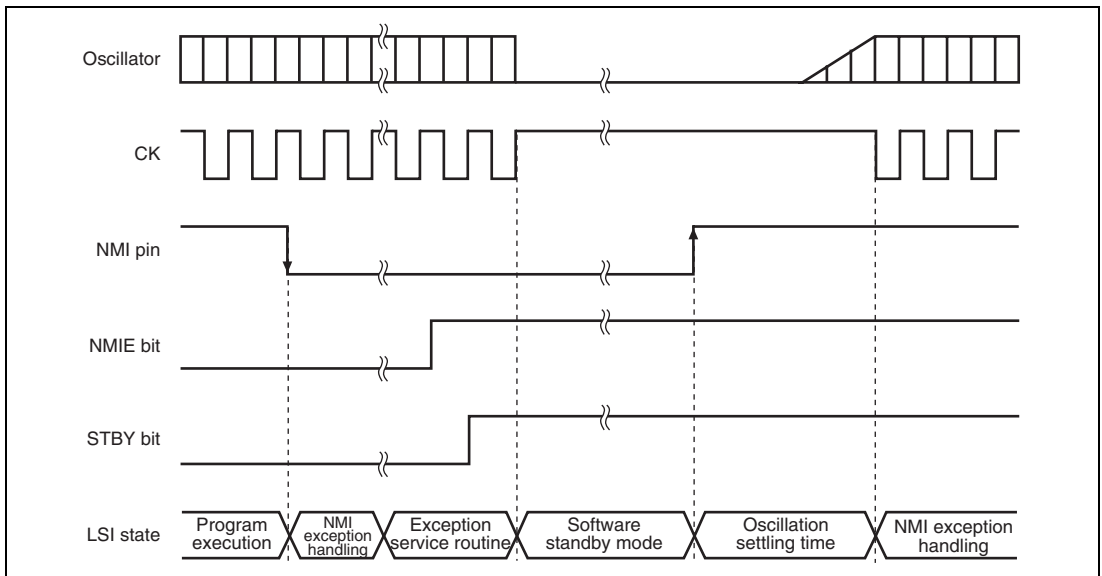 Oscillator
CK
NMI pin
NMIE bit
STBY bit
LSI state
Program
execution
NMI
exception
handling
Exception
service routine
Software
standby mode
Oscillation
settling time
NMI exception
handling